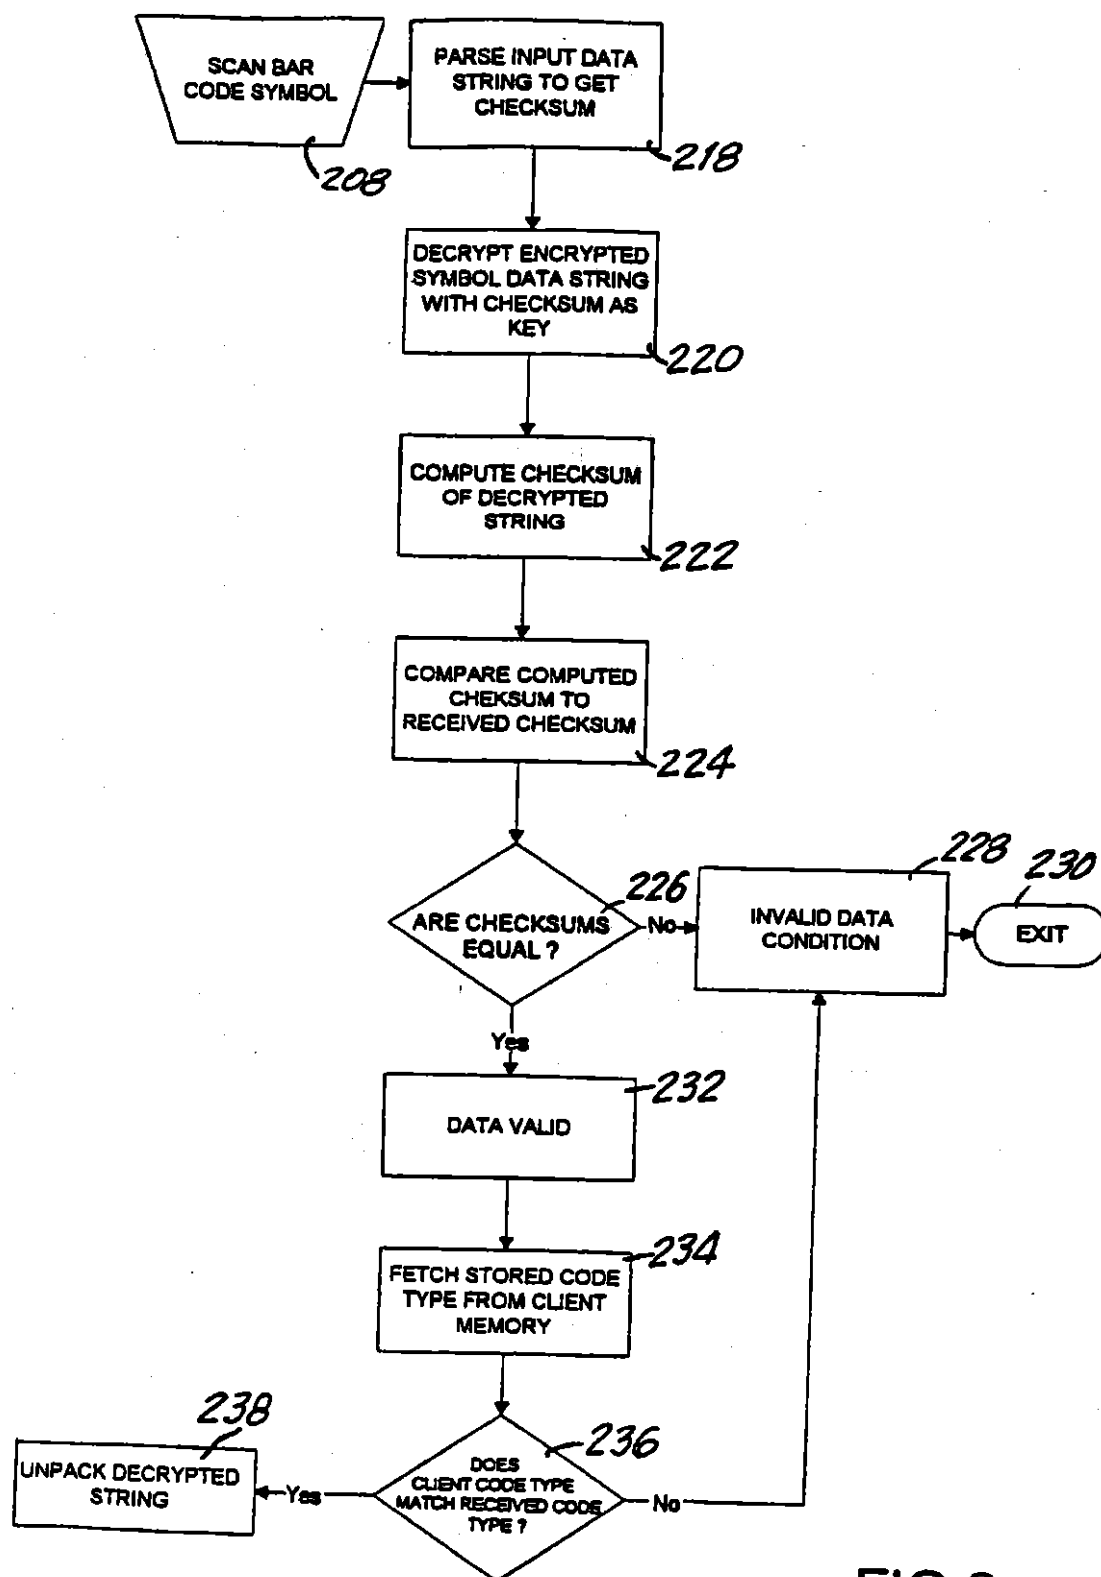 SCAN BAR
CODE SYMBOL
208
PARSE INPUT DATA
STRING TO GET
CHECKSUM
218
DECRYPT ENCRYPTED
SYMBOL DATA STRING
WITH CHECKSUM AS
KEY
220
COMPUTE CHECKSUM
OF DECRYPTED
STRING
222
COMPARE COMPUTED
CHEKSUM TO
RECEIVED CHECKSUM
224
ARE CHECKSUMS
EQUAL ?
226
No
INVALID DATA
CONDITION
228
EXIT
230
Yes
DATA VALID
232
FETCH STORED CODE
TYPE FROM CLIENT
MEMORY
234
DOES
CLIENT CODE TYPE
MATCH RECEIVED CODE
TYPE ?
236
No
Yes
UNPACK DECRYPTED
STRING
238